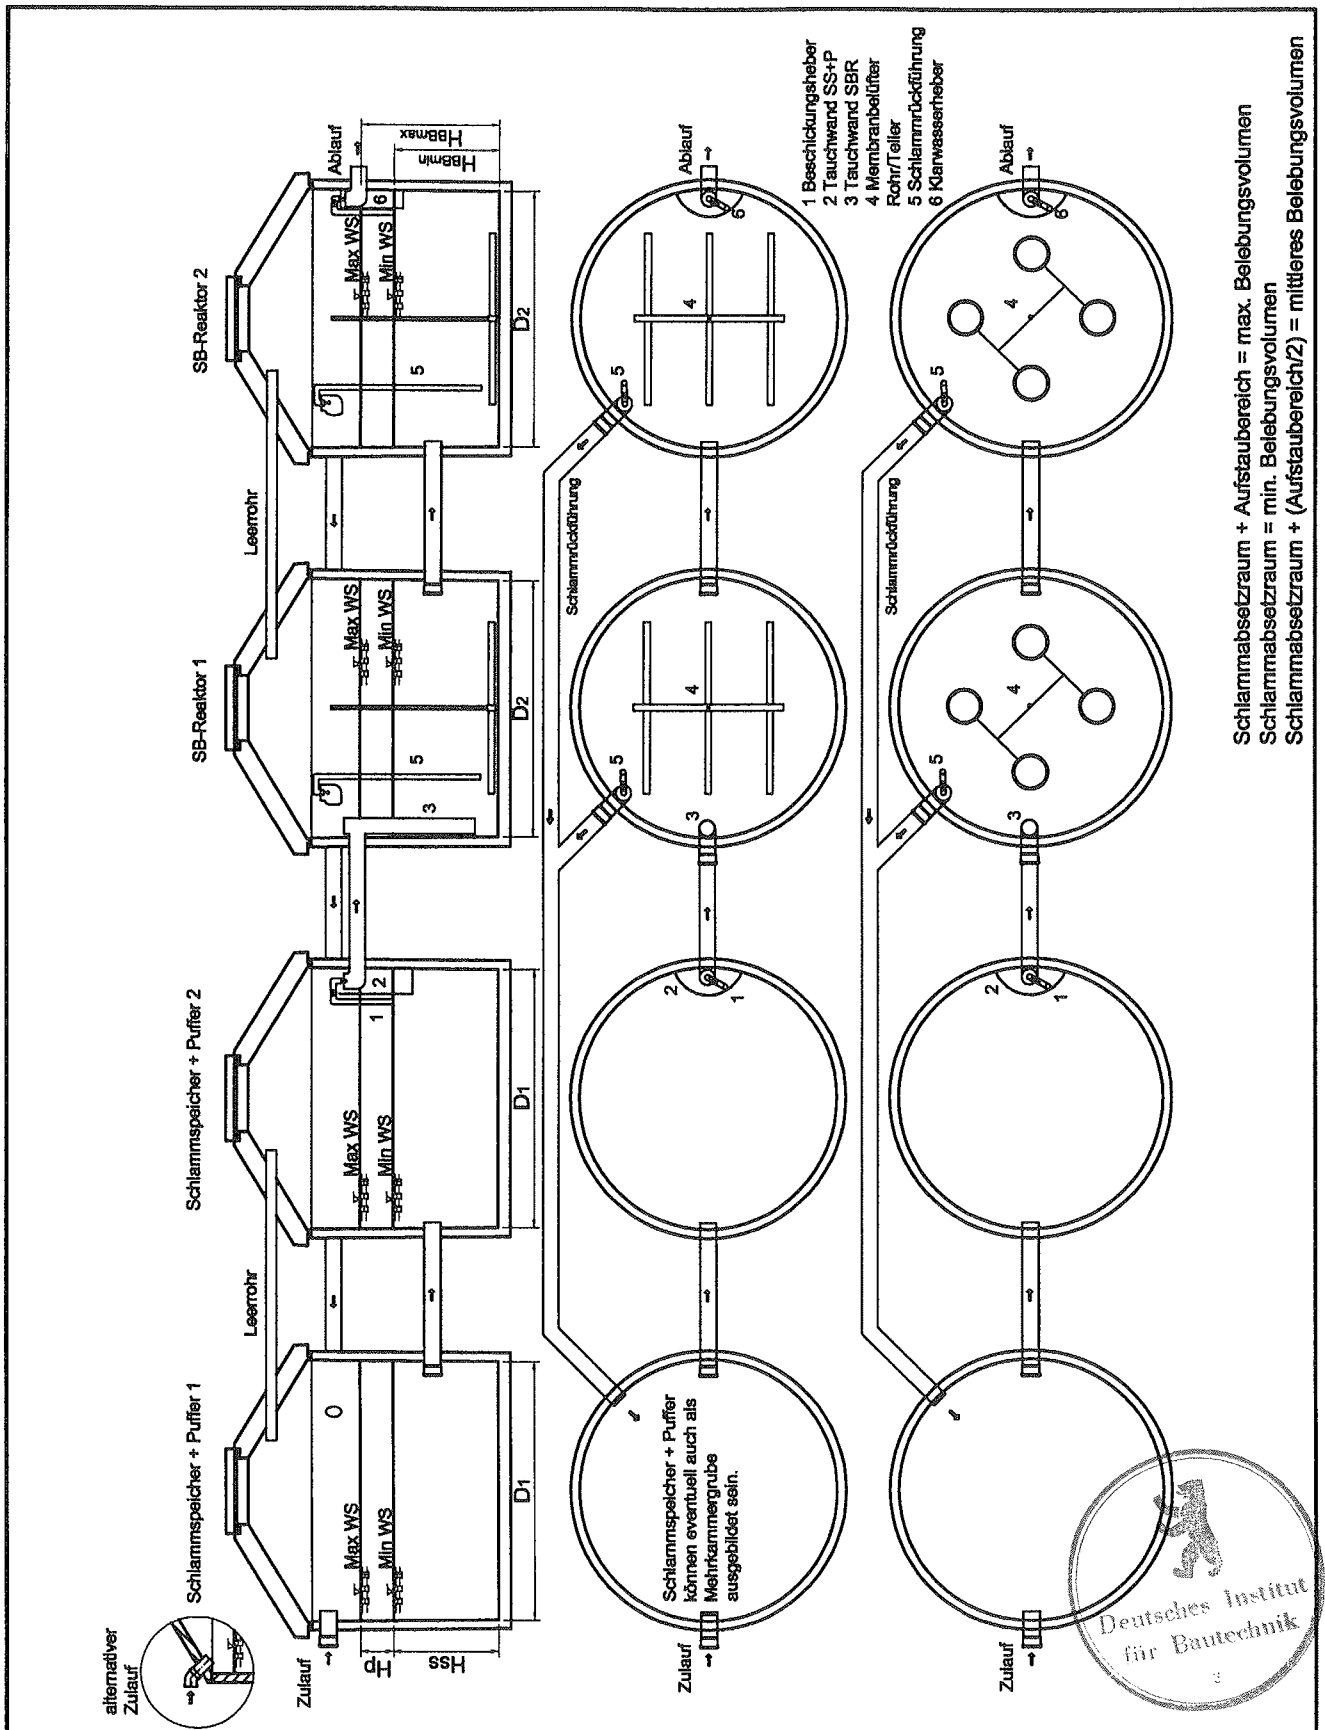 alternativer
Zulauf
Schlammspeicher + Puffer 1
Leerrohr
Schlammspeicher + Puffer 2
SB-Reaktor 1
Leerrohr
SB-Reaktor 2
Zulauf
Hp
Hss
Max WS
Min WS
D1
Max WS
Min WS
1
2
D1
3
5
Max WS
Min WS
D2
5
Max WS
Min WS
6
D2
Ablauf
HBBmax
HBBmin
Zulauf
Schlammspeicher + Puffer
können eventuell auch als
Mehrkammergrube
ausgebildet sein.
2
1
3
5
4
Schlammrückführung
5
4
6
Ablauf
1 Beschickungsheber
2 Tauchwand SS+P
3 Tauchwand SBR
4 Membranbelüfter
Rohr/Teller
5 Schlammrückführung
6 Klarwasserheber
Zulauf
2
1
3
5
4
Schlammrückführung
5
4
6
Ablauf
Schlammabsetzraum + Aufstaubereich = max. Belebungsvolumen
Schlammabsetzraum = min. Belebungsvolumen
Schlammabsetzraum + (Aufstaubereich/2) = mittleres Belebungsvolumen
Deutsches Institut
für Bautechnik
3